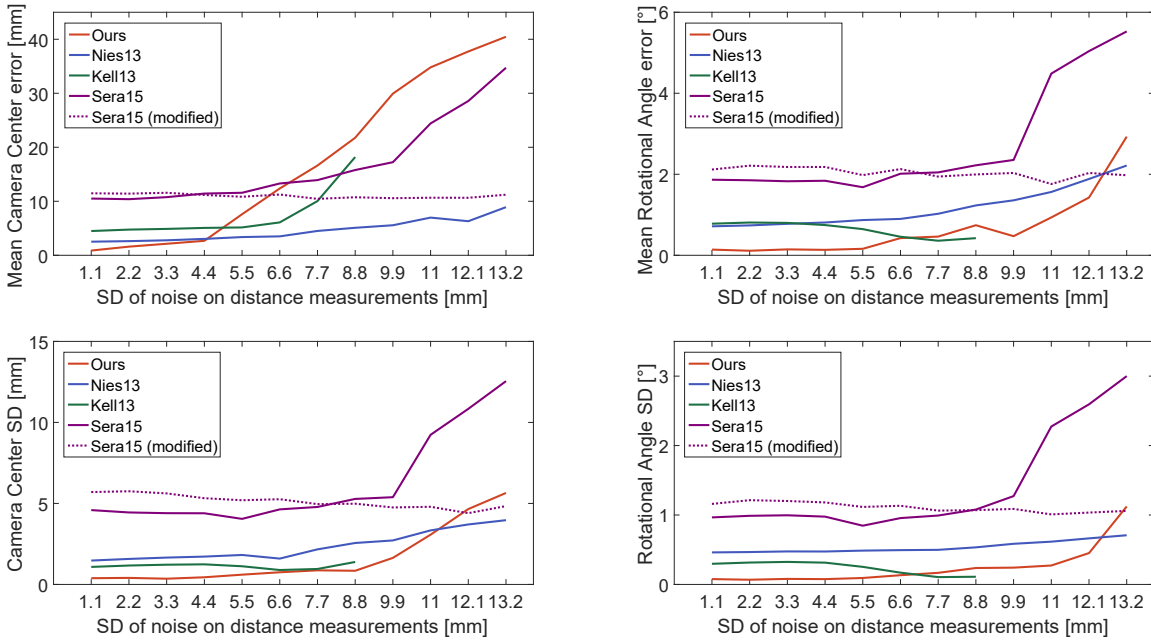 Mean Camera Center error [mm]
40
30
20
10
0
Ours
Nies13
Kell13
Sera15
Sera15 (modified)
1.1 2.2 3.3 4.4 5.5 6.6 7.7 8.8 9.9 11 12.1 13.2
SD of noise on distance measurements [mm]
Mean Rotational Angle error [°]
6
4
2
0
Ours
Nies13
Kell13
Sera15
Sera15 (modified)
1.1 2.2 3.3 4.4 5.5 6.6 7.7 8.8 9.9 11 12.1 13.2
SD of noise on distance measurements [mm]
Camera Center SD [mm]
15
10
5
0
Ours
Nies13
Kell13
Sera15
Sera15 (modified)
1.1 2.2 3.3 4.4 5.5 6.6 7.7 8.8 9.9 11 12.1 13.2
SD of noise on distance measurements [mm]
Rotational Angle SD [°]
3
2
1
0
Ours
Nies13
Kell13
Sera15
Sera15 (modified)
1.1 2.2 3.3 4.4 5.5 6.6 7.7 8.8 9.9 11 12.1 13.2
SD of noise on distance measurements [mm]